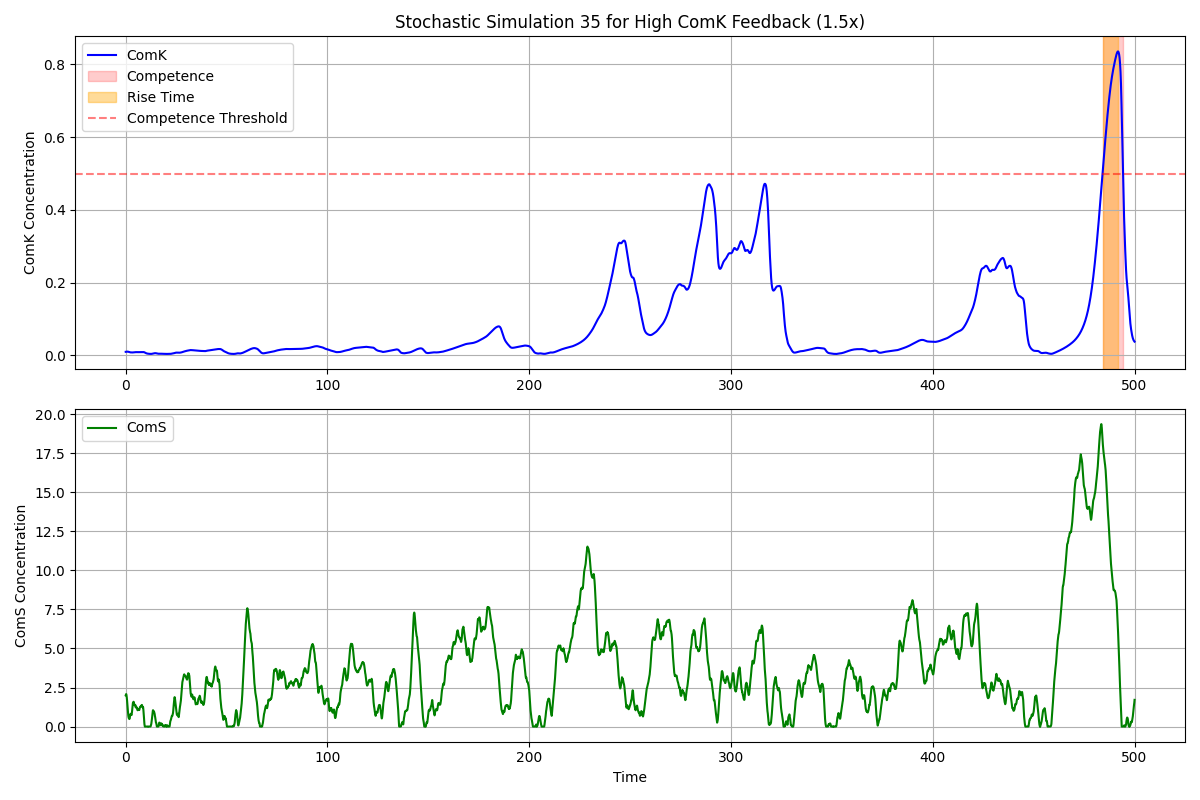 Stochastic Simulation 35 for High ComK Feedback (1.5x)
ComK
Competence
Rise Time
Competence Threshold
ComK Concentration
0.8
0.6
0.4
0.2
0.0
0 100 200 300 400 500
ComS
ComS Concentration
20.0
17.5
15.0
12.5
10.0
7.5
5.0
2.5
0.0
0 100 200 300 400 500
Time